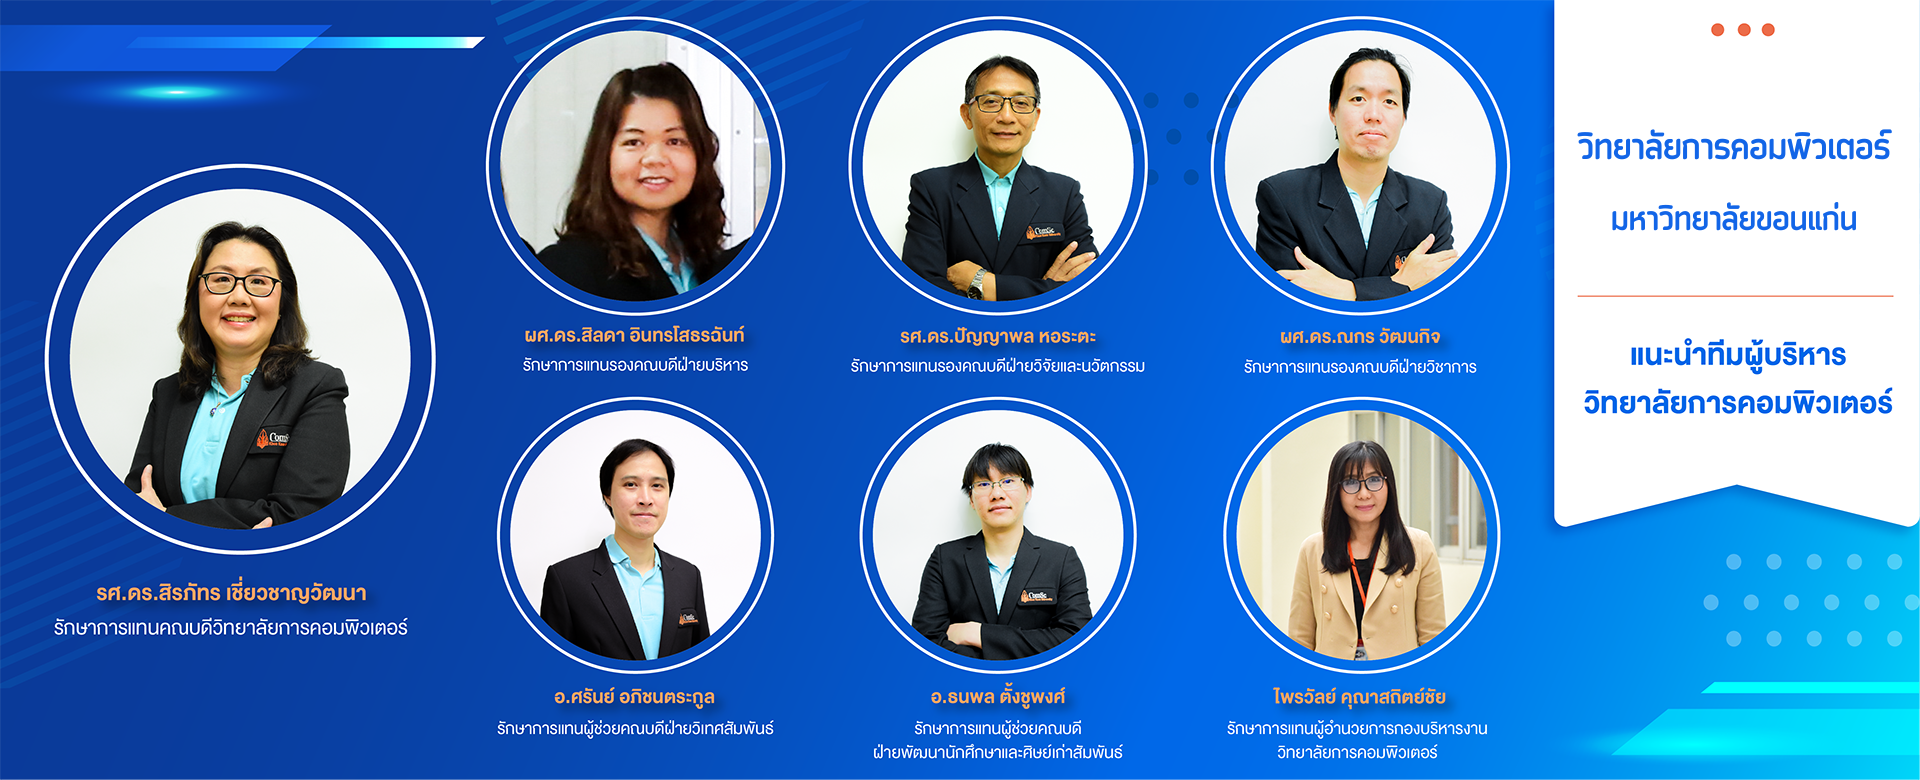 วิทยาลัยการคอมพิวเตอร์
มหาวิทยาลัยขอนแก่น
แนะนำทีมผู้บริหาร
วิทยาลัยการคอมพิวเตอร์
รศ.ดร.สิรภัทร เชี่ยวชาญวัฒนา
รักษาการแทนคณบดีวิทยาลัยการคอมพิวเตอร์
ผศ.ดร.สิลดา อินทรโสธรฉันท์
รักษาการแทนรองคณบดีฝ่ายบริหาร
รศ.ดร.ปัญญาพล หอระตะ
รักษาการแทนรองคณบดีฝ่ายวิจัยและนวัตกรรม
ผศ.ดร.ณกร วัฒนกิจ
รักษาการแทนรองคณบดีฝ่ายวิชาการ
อ.ศรันย์ อภิชนตระกูล
รักษาการแทนผู้ช่วยคณบดีฝ่ายวิเทศสัมพันธ์
อ.ธนพล ตั้งชูพงศ์
รักษาการแทนผู้ช่วยคณบดี
ฝ่ายพัฒนานักศึกษาและศิษย์เก่าสัมพันธ์
ไพรวัลย์ คุณาสถิตย์ชัย
รักษาการแทนผู้อำนวยการกองบริหารงาน
วิทยาลัยการคอมพิวเตอร์